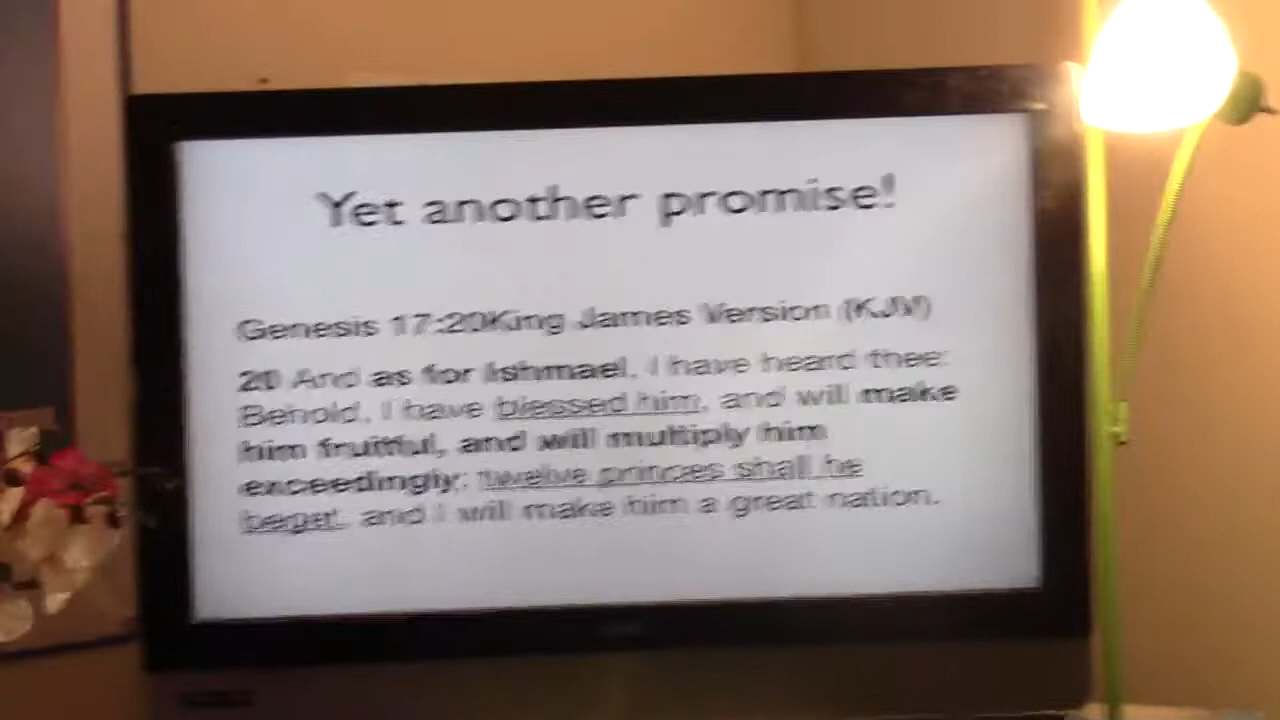 Yet another promise!
Genesis 17:20King James Version (KJV)
20 And as for Ishmael, I have heard thee:
Behold, I have blessed him, and will make
him fruitful, and will multiply him
exceedingly; twelve princes shall he
beget, and I will make him a great nation.